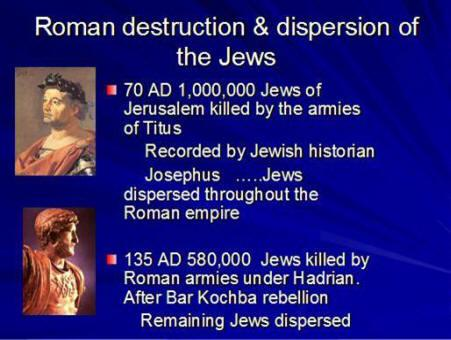 Roman destruction & dispersion of
the Jews
70 AD 1,000,000 Jews of
Jerusalem killed by the armies
of Titus
Recorded by Jewish historian
Josephus …..Jews
dispersed throughout the
Roman empire
135 AD 580,000 Jews killed by
Roman armies under Hadrian.
After Bar Kochba rebellion
Remaining Jews dispersed